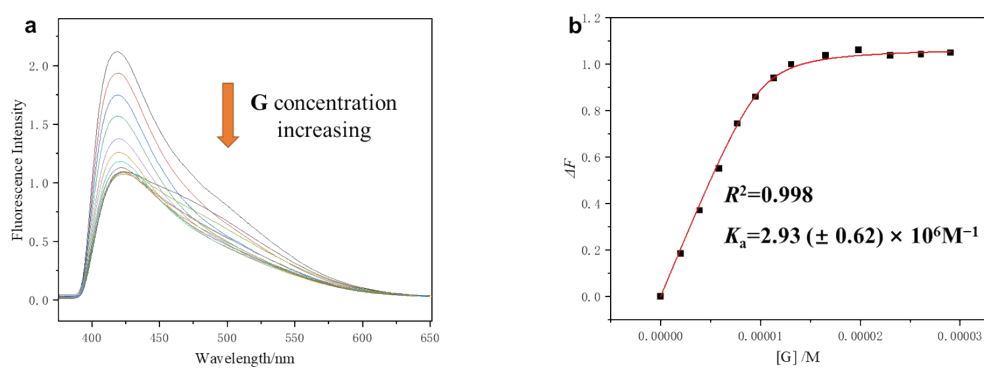 a
2.0
1.5
1.0
0.5
0.0
Fluorescence Intensity
G concentration
increasing
400
450
500
550
600
650
Wavelength/nm
b
1.2
1.0
0.8
0.6
0.4
0.2
0.0
ΔF
R²=0.998
Kₐ=2.93 (± 0.62) × 10⁶M⁻¹
0.00000
0.00001
0.00002
0.00003
[G] /M